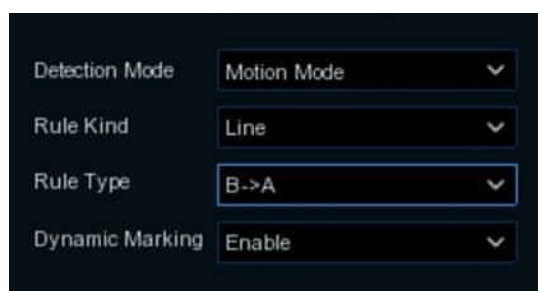 Detection Mode Motion Mode
Rule Kind Line
Rule Type B->A
Dynamic Marking Enable